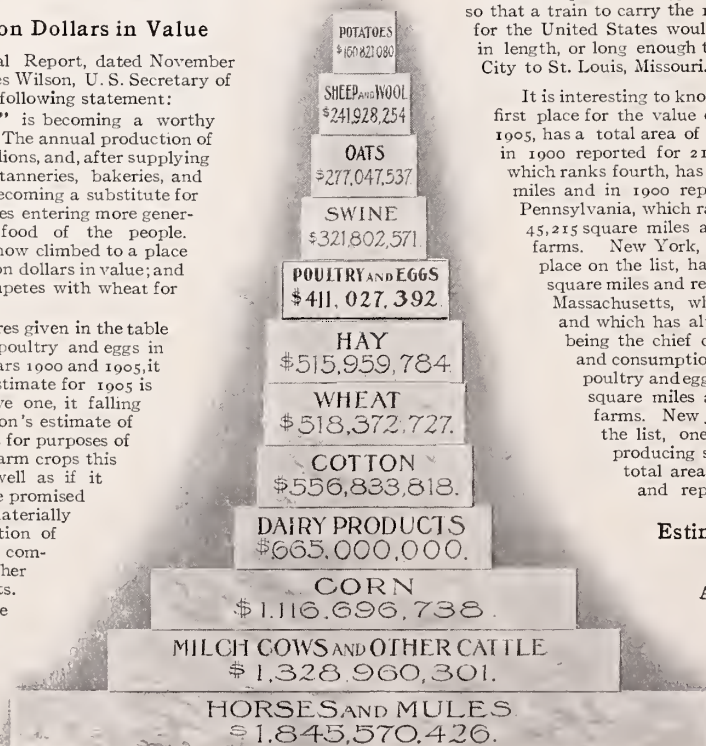 on Dollars in Value
al Report, dated November
es Wilson, U. S. Secretary of
following statement:
" is becoming a worthy
The annual production of
lions, and, after supplying
tanneries, bakeries, and
ecoming a substitute for
es entering more gener-
food of the people.
now climbed to a place
on dollars in value; and
mpetes with wheat for
res given in the table
poultry and eggs in
ars 1900 and 1905, it
stimate for 1905 is
ve one, it falling
on's estimate of
s for purposes of
arm crops this
well as if it
e promised
aterially
tion of
com-
her
ts.
e
POTATOES
$160,821,080
SHEEP AND WOOL
$241,928,254
OATS
$277,047,537
SWINE
$321,802,571.
POULTRY AND EGGS
$411,027,392
HAY
$515,959,784
WHEAT
$518,372,727.
COTTON
$556,833,818.
DAIRY PRODUCTS
$665,000,000.
CORN
$1,116,696,738.
MILCH COWS AND OTHER CATTLE
$1,328,960,301.
HORSES AND MULES
$1,845,570,426.
so that a train to carry the
for the United States woul
in length, or long enough t
City to St. Louis, Missouri.
It is interesting to kno
first place for the value
1905, has a total area of
in 1900 reported for 21
which ranks fourth, has
miles and in 1900 rep
Pennsylvania, which ra
45,215 square miles a
farms. New York,
place on the list, ha
square miles and re
Massachusetts, wh
and which has al
being the chief c
and consumptio
poultry and egg
square miles a
farms. New
the list, one
producing s
total area
and rep
Estir
A